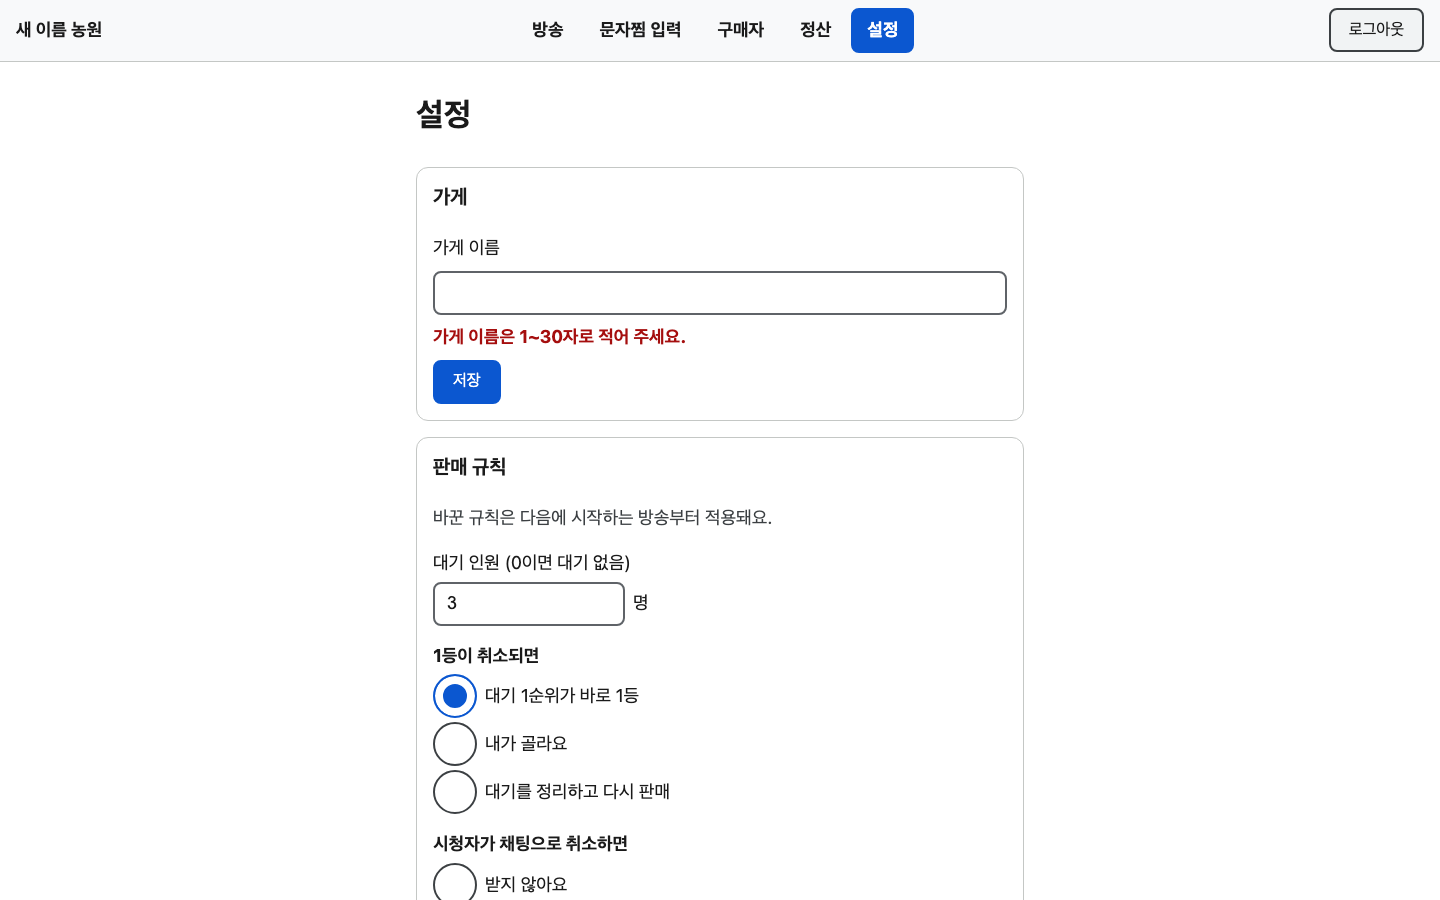 새 이름 농원
방송
문자찜 입력
구매자
정산
설정
로그아웃
설정
가게
가게 이름
가게 이름은 1~30자로 적어 주세요.
저장
판매 규칙
바꾼 규칙은 다음에 시작하는 방송부터 적용돼요.
대기 인원 (0이면 대기 없음)
3 명
1등이 취소되면
대기 1순위가 바로 1등
내가 골라요
대기를 정리하고 다시 판매
시청자가 채팅으로 취소하면
받지 않아요